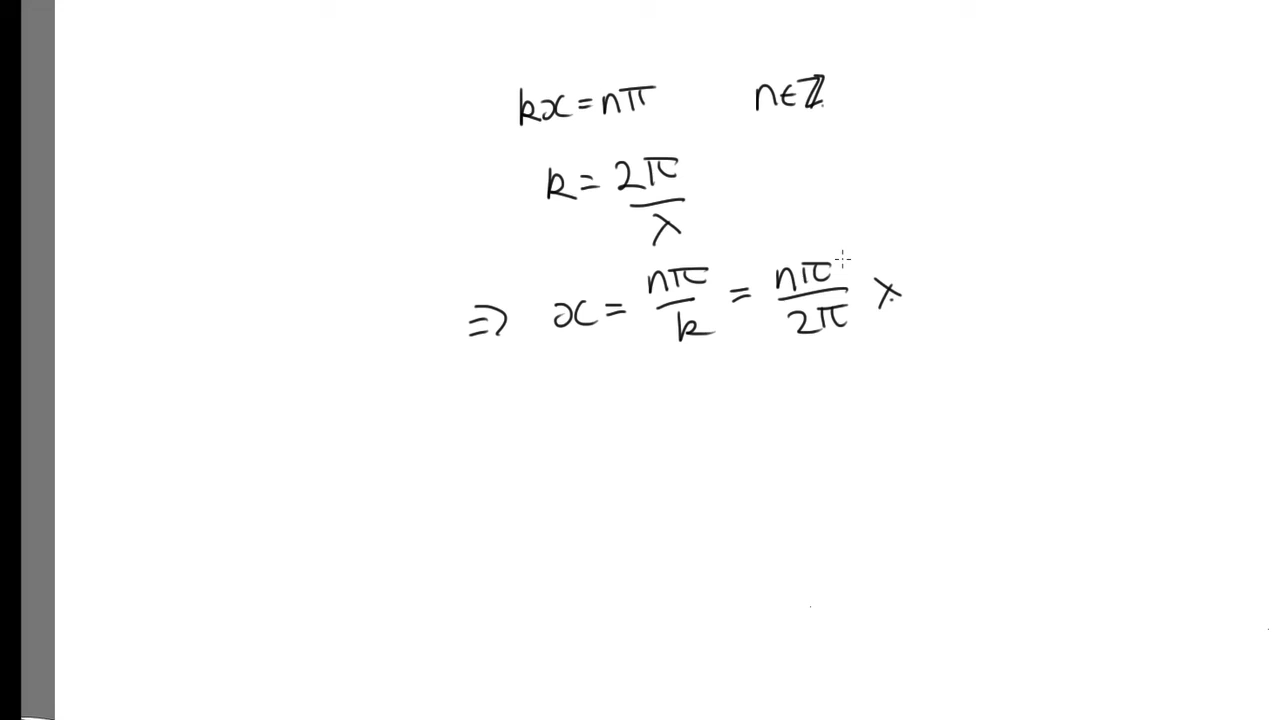 kx = nπ n∈ℤ
k = 2π/λ
⇒ x = nπ/k = nπ/2π λ